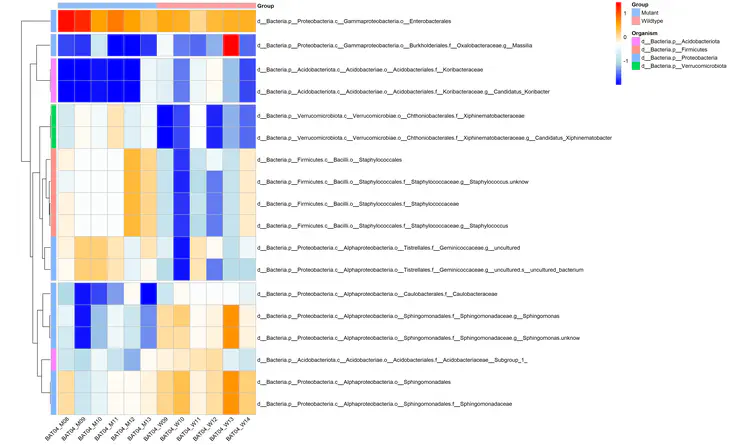 Group
d__Bacteria.p__Proteobacteria.c__Gammaproteobacteria.o__Enterobacterales
d__Bacteria.p__Proteobacteria.c__Gammaproteobacteria.o__Burkholderiales.f__Oxalobacteraceae.g__Massilia
d__Bacteria.p__Acidobacteriota.c__Acidobacteriae.o__Acidobacteriales.f__Koribacteraceae
d__Bacteria.p__Acidobacteriota.c__Acidobacteriae.o__Acidobacteriales.f__Koribacteraceae.g__Candidatus_Koribacter
d__Bacteria.p__Verrucomicrobiota.c__Verrucomicrobiae.o__Chthoniobacterales.f__Xiphinematobacteraceae
d__Bacteria.p__Verrucomicrobiota.c__Verrucomicrobiae.o__Chthoniobacterales.f__Xiphinematobacteraceae.g__Candidatus_Xiphinematobacter
d__Bacteria.p__Firmicutes.c__Bacilli.o__Staphylococcales
d__Bacteria.p__Firmicutes.c__Bacilli.o__Staphylococcales.f__Staphylococcaceae.g__Staphylococcus.unknow
d__Bacteria.p__Firmicutes.c__Bacilli.o__Staphylococcales.f__Staphylococcaceae
d__Bacteria.p__Firmicutes.c__Bacilli.o__Staphylococcales.f__Staphylococcaceae.g__Staphylococcus
d__Bacteria.p__Proteobacteria.c__Alphaproteobacteria.o__Tistrellales.f__Geminicoccaceae.g__uncultured
d__Bacteria.p__Proteobacteria.c__Alphaproteobacteria.o__Tistrellales.f__Geminicoccaceae.g__uncultured.s__uncultured_bacterium
d__Bacteria.p__Proteobacteria.c__Alphaproteobacteria.o__Caulobacterales.f__Caulobacteraceae
d__Bacteria.p__Proteobacteria.c__Alphaproteobacteria.o__Sphingomonadales.f__Sphingomonadaceae.g__Sphingomonas
d__Bacteria.p__Proteobacteria.c__Alphaproteobacteria.o__Sphingomonadales.f__Sphingomonadaceae.g__Sphingomonas.unknow
d__Bacteria.p__Acidobacteriota.c__Acidobacteriae.o__Acidobacteriales.f__Acidobacteriaceae__Subgroup_1_
d__Bacteria.p__Proteobacteria.c__Alphaproteobacteria.o__Sphingomonadales
d__Bacteria.p__Proteobacteria.c__Alphaproteobacteria.o__Sphingomonadales.f__Sphingomonadaceae
BAT04_M08
BAT04_M09
BAT04_M10
BAT04_M11
BAT04_M12
BAT04_M13
BAT04_W09
BAT04_W10
BAT04_W11
BAT04_W12
BAT04_W13
BAT04_W14
1
0
-1
Group
Mutant
Wildtype
Organism
d__Bacteria.p__Acidobacteriota
d__Bacteria.p__Firmicutes
d__Bacteria.p__Proteobacteria
d__Bacteria.p__Verrucomicrobiota